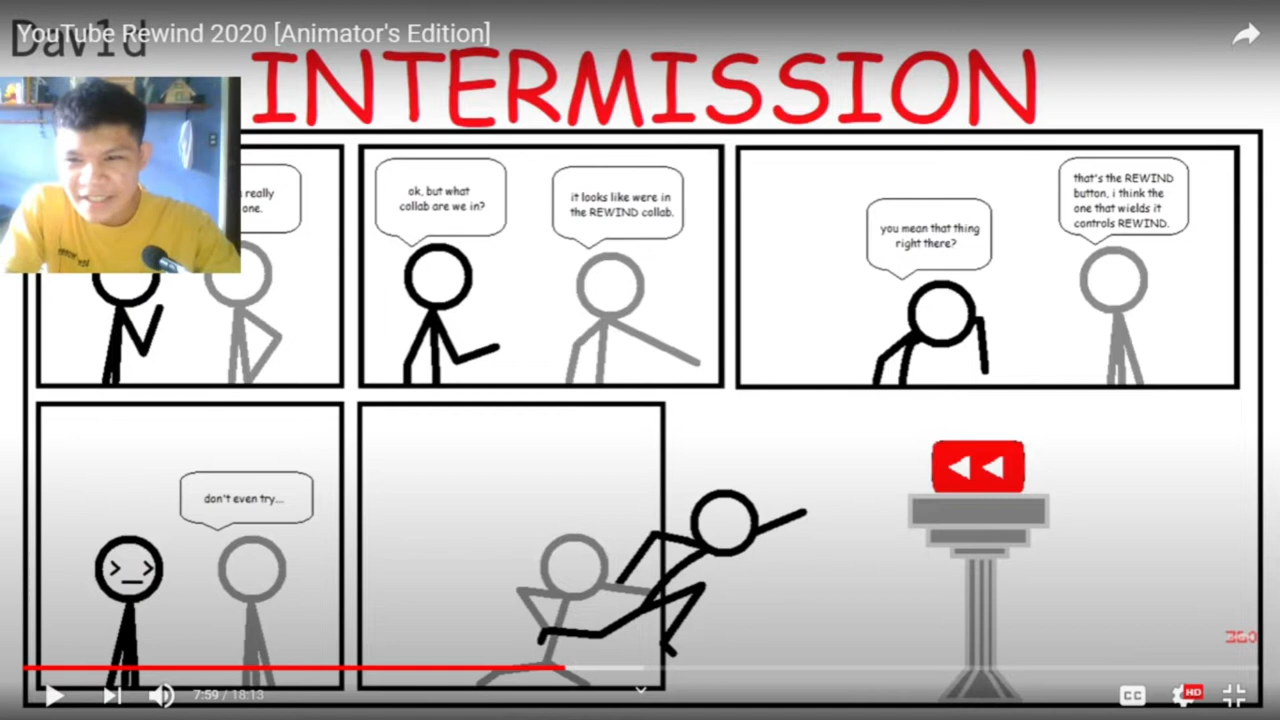 YouTube Rewind 2020 [Animator's Edition]
Dav1d
INTERMISSION
really
one.
ok, but what
collab are we in?
it looks like were in
the REWIND collab.
you mean that thing
right there?
that's the REWIND
button, i think the
one that wields it
controls REWIND.
don't even try...
7:59 / 18:13
CC
HD